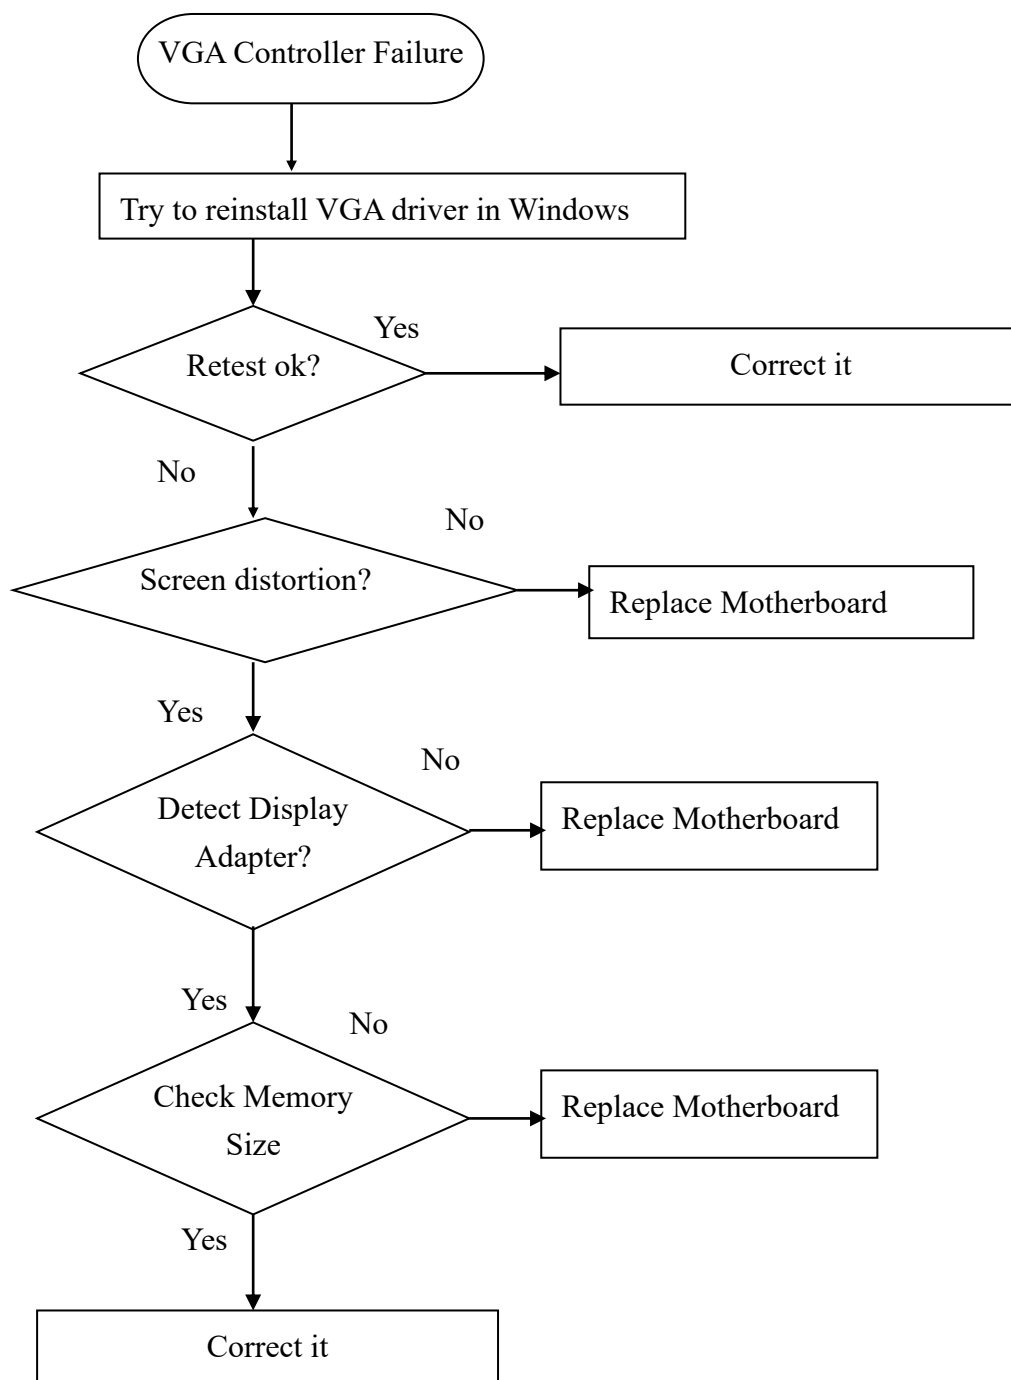 VGA Controller Failure
Try to reinstall VGA driver in Windows
Yes
Retest ok?
Correct it
No
No
Screen distortion?
Replace Motherboard
Yes
No
Detect Display
Adapter?
Replace Motherboard
Yes
No
Check Memory
Size
Replace Motherboard
Yes
Correct it